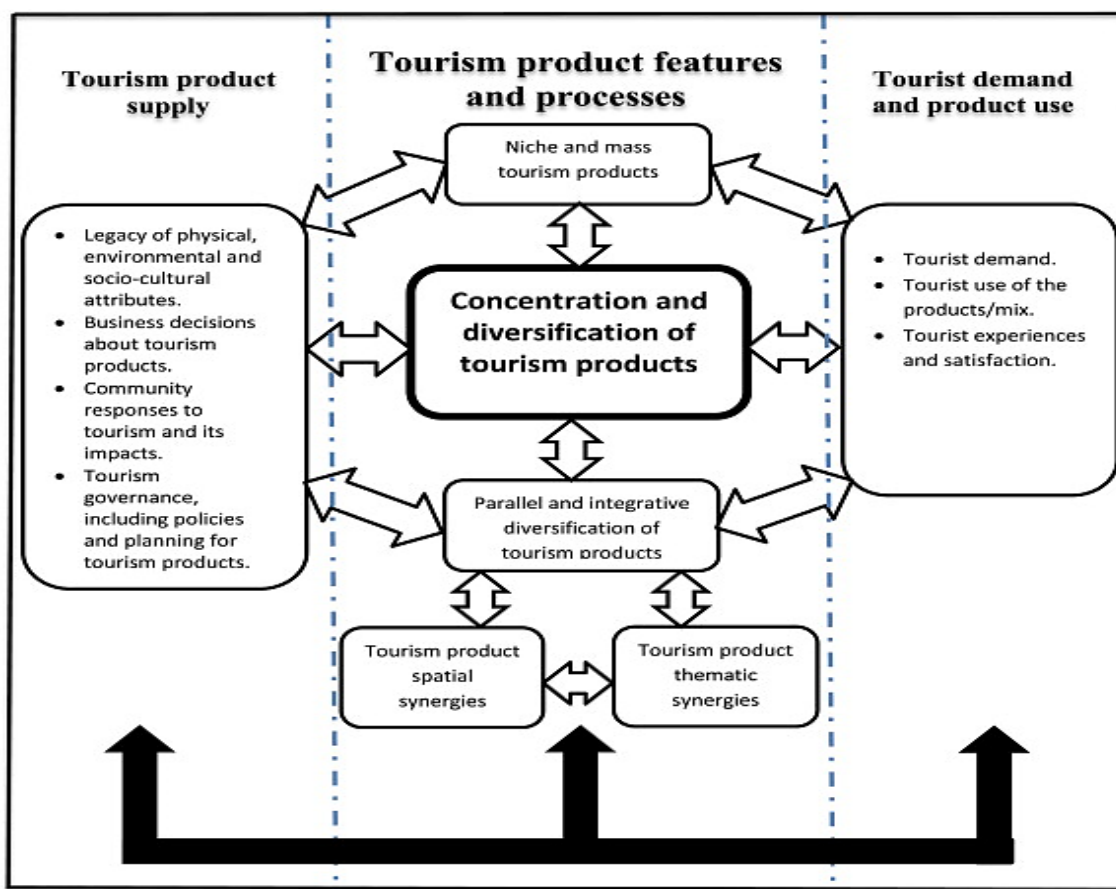 Tourism product
supply
Tourism product features
and processes
Tourist demand
and product use
Niche and mass
tourism products
• Legacy of physical,
environmental and
socio-cultural
attributes.
• Business decisions
about tourism
products.
• Community
responses to
tourism and its
impacts.
• Tourism
governance,
including policies
and planning for
tourism products.
Concentration and
diversification of
tourism products
• Tourist demand.
• Tourist use of the
products/mix.
• Tourist experiences
and satisfaction.
Parallel and integrative
diversification of
tourism products
Tourism product
spatial
synergies
Tourism product
thematic
synergies